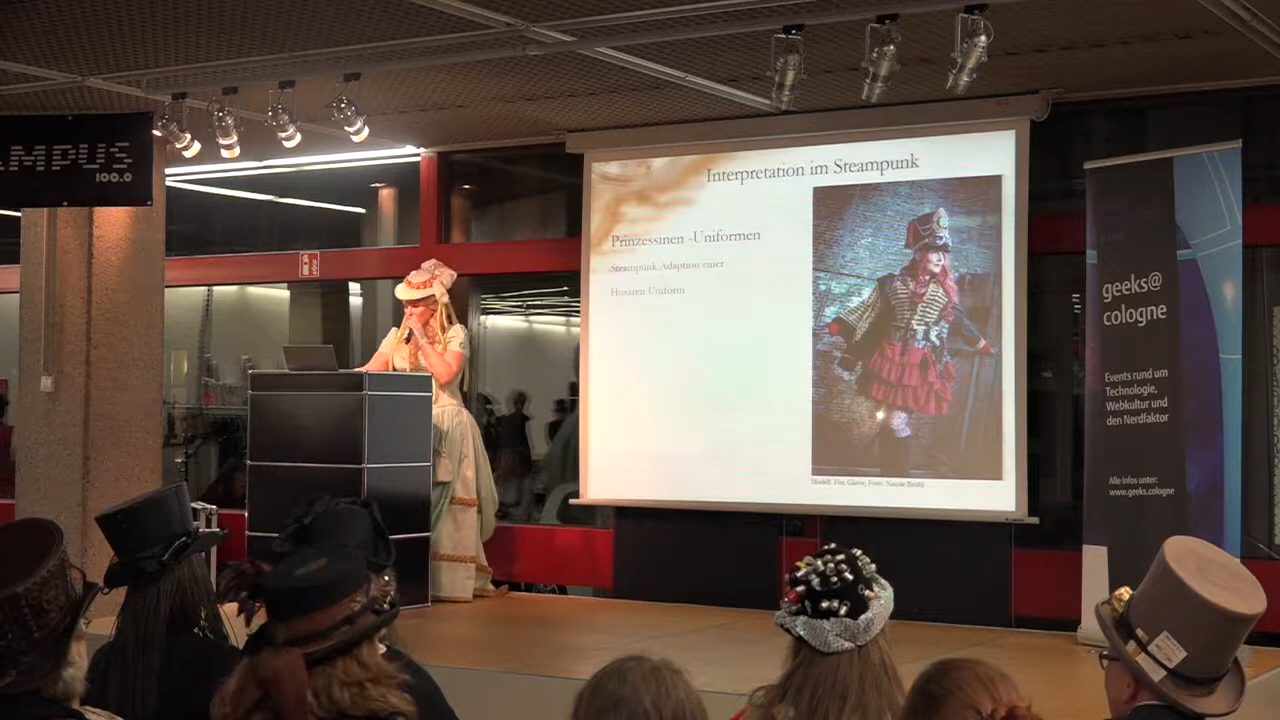 MPUS
100.0
Interpretation im Steampunk
Prinzessinen -Uniformen
Steampunk Adaption einer
Husaren Uniform
geeks@
cologne
Events rund um
Technologie,
Webkultur und
den Nerdfaktor
Alle Infos unter:
www.geeks.cologne